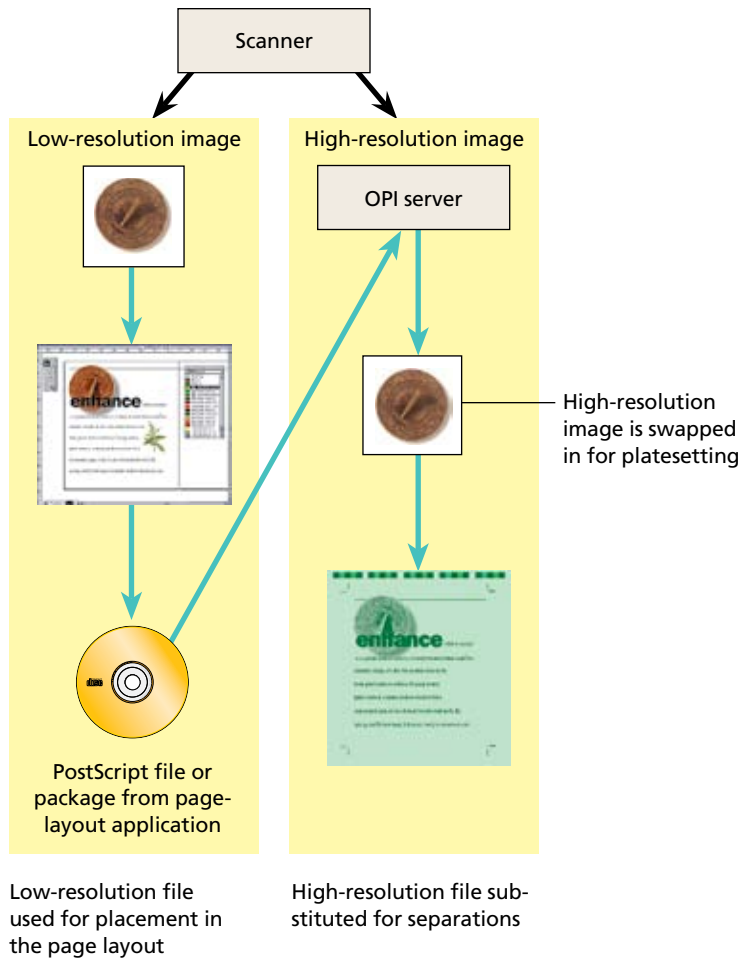 Scanner
Low-resolution image
High-resolution image
OPI server
enhance
High-resolution
image is swapped
in for platesetting
disc
enhance
PostScript file or
package from page-
layout application
Low-resolution file
used for placement in
the page layout
High-resolution file sub-
stituted for separations